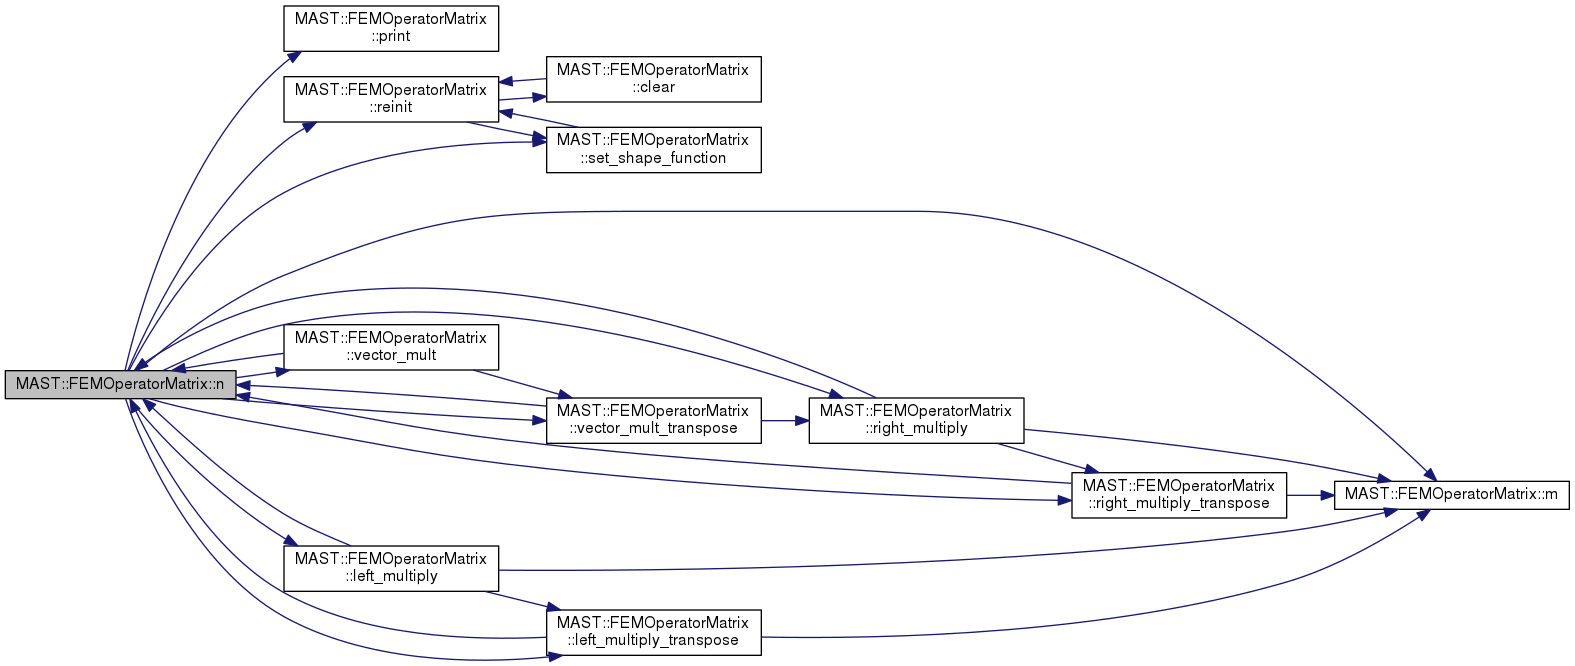 MAST::FEMOperatorMatrix
::print
MAST::FEMOperatorMatrix
::reinit
MAST::FEMOperatorMatrix
::clear
MAST::FEMOperatorMatrix
::set_shape_function
MAST::FEMOperatorMatrix::n
MAST::FEMOperatorMatrix
::vector_mult
MAST::FEMOperatorMatrix
::vector_mult_transpose
MAST::FEMOperatorMatrix
::right_multiply
MAST::FEMOperatorMatrix
::right_multiply_transpose
MAST::FEMOperatorMatrix::m
MAST::FEMOperatorMatrix
::left_multiply
MAST::FEMOperatorMatrix
::left_multiply_transpose